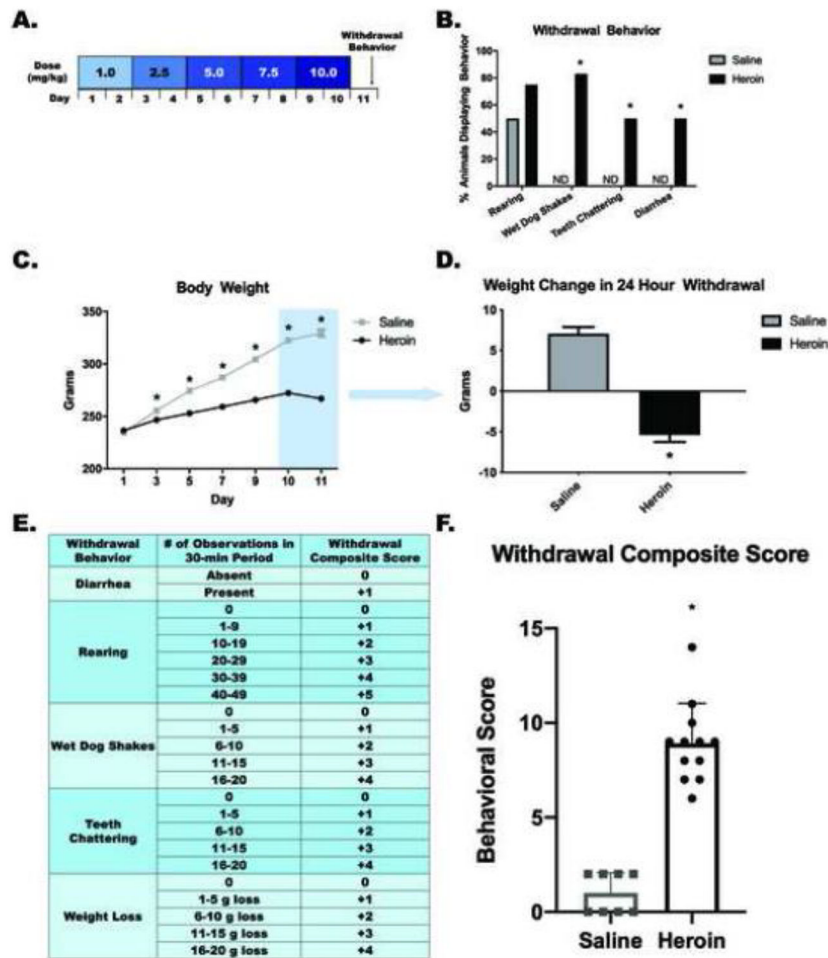 A.
Withdrawal
Behavior
Dose
(mg/kg)
1.0 2.5 5.0 7.5 10.0
Day 1 2 3 4 5 6 7 8 9 10 11
B.
Withdrawal Behavior
% Animals Displaying Behavior
100
80
60
40
20
0
* * *
ND ND ND
Rearing
Wet Dog Shakes
Teeth Chattering
Diarrhea
Saline
Heroin
C.
Body Weight
Grams
350
300
250
200
* * * * * *
1 3 5 7 9 10 11
Day
Saline
Heroin
D.
Weight Change in 24 Hour Withdrawal
Grams
10
5
0
-5
-10
*
Saline
Heroin
Saline
Heroin
E.
Withdrawal Behavior # of Observations in 30-min Period Withdrawal Composite Score
Diarrhea
Absent 0
Present +1
Rearing
0 0
1-9 +1
10-19 +2
20-29 +3
30-39 +4
40-49 +5
Wet Dog Shakes
0 0
1-5 +1
6-10 +2
11-15 +3
16-20 +4
Teeth Chattering
0 0
1-5 +1
6-10 +2
11-15 +3
16-20 +4
Weight Loss
0 0
1-5 g loss +1
6-10 g loss +2
11-15 g loss +3
16-20 g loss +4
F.
Withdrawal Composite Score
Behavioral Score
15
10
5
0
*
Saline Heroin